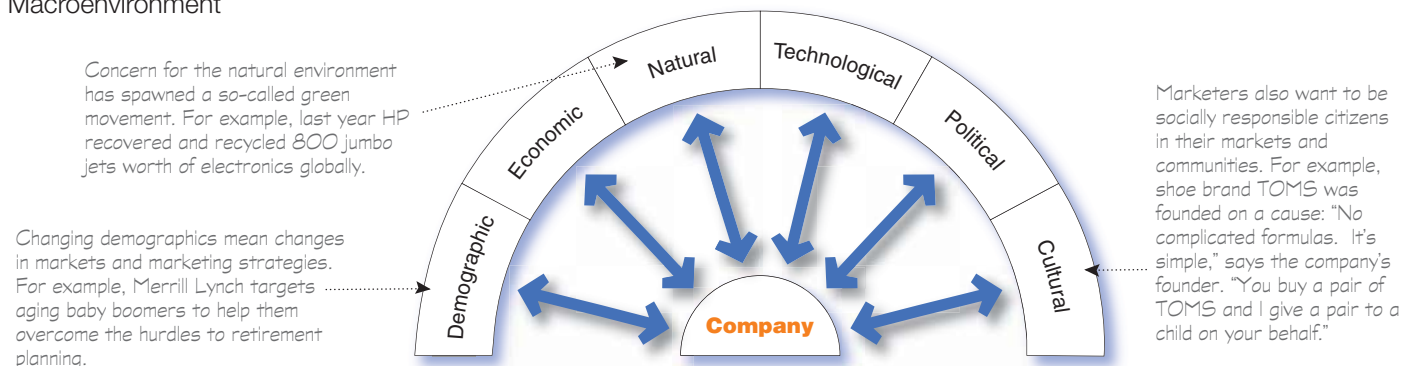 Macroenvironment
Concern for the natural environment
has spawned a so-called green
movement. For example, last year HP
recovered and recycled 800 jumbo
jets worth of electronics globally.
Changing demographics mean changes
in markets and marketing strategies.
For example, Merrill Lynch targets
aging baby boomers to help them
overcome the hurdles to retirement
planning.
Demographic
Economic
Natural
Technological
Political
Cultural
Company
Marketers also want to be
socially responsible citizens
in their markets and
communities. For example,
shoe brand TOMS was
founded on a cause: “No
complicated formulas. It’s
simple,” says the company’s
founder. “You buy a pair of
TOMS and I give a pair to a
child on your behalf.”